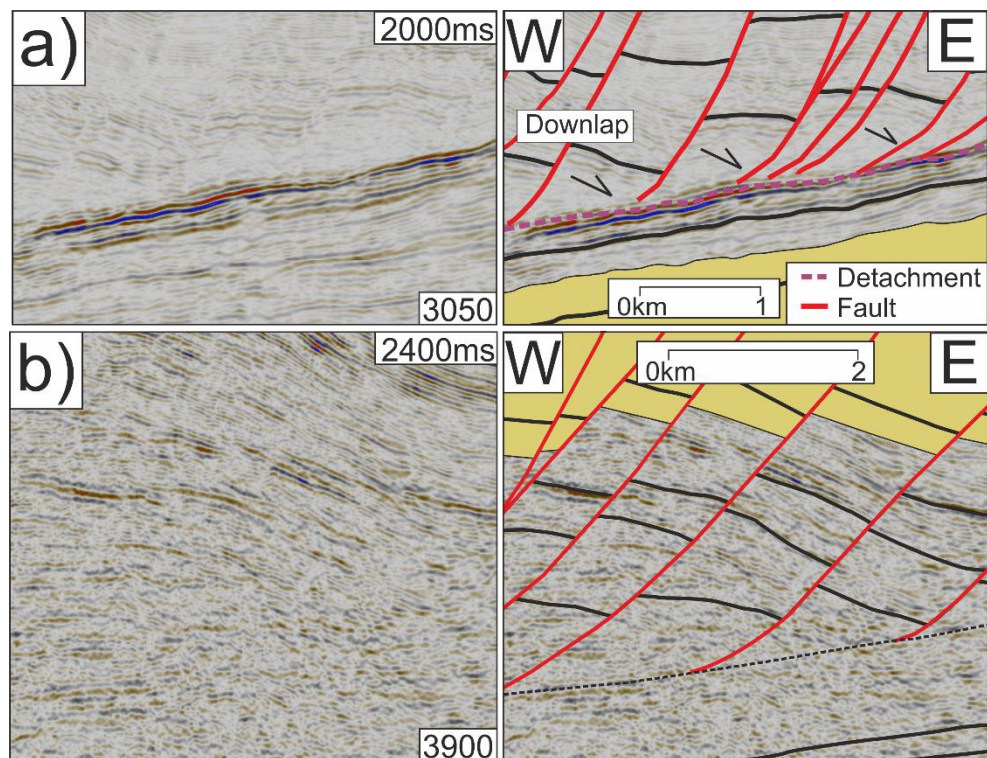 a)
2000ms
3050
W
E
Downlap
Detachment
Fault
0km
1
b)
2400ms
3900
W
E
0km
2